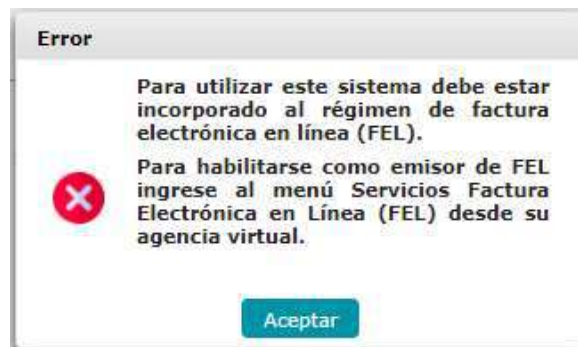 Error
Para utilizar este sistema debe estar
incorporado al régimen de factura
electrónica en línea (FEL).
Para habilitarse como emisor de FEL
ingrese al menú Servicios Factura
Electrónica en Línea (FEL) desde su
agencia virtual.
Aceptar